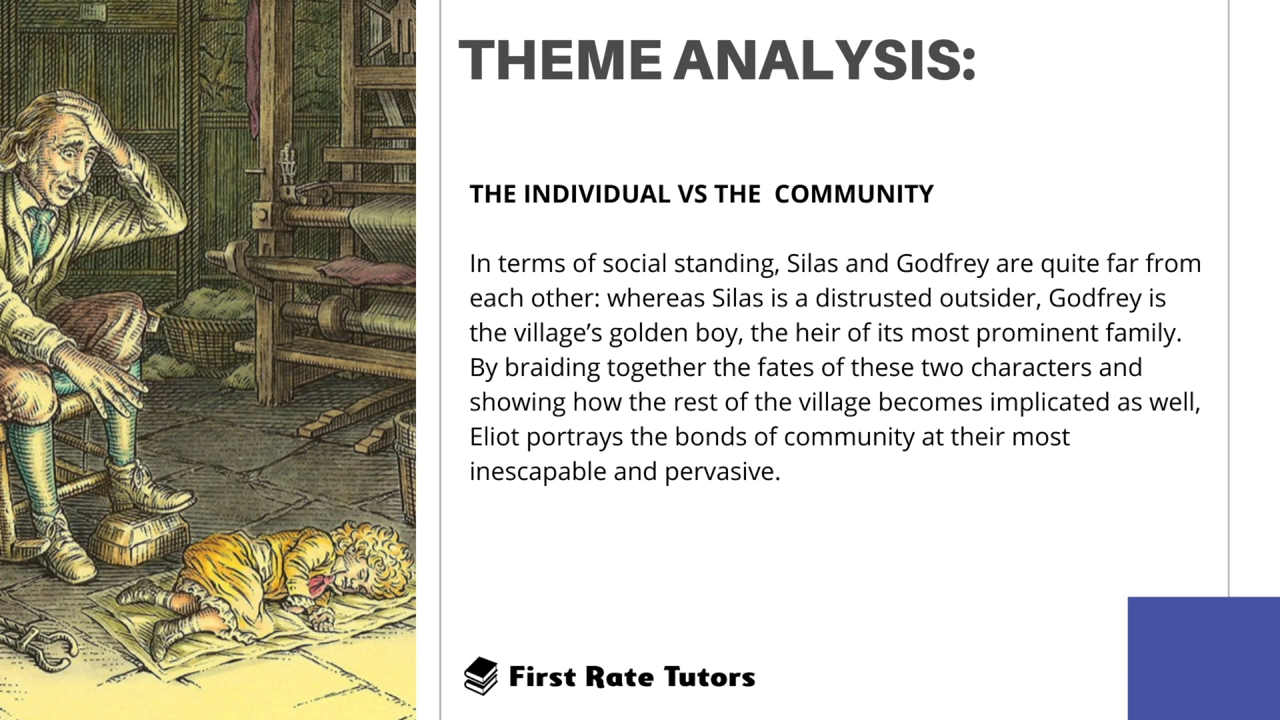 THEME ANALYSIS:
THE INDIVIDUAL VS THE  COMMUNITY
In terms of social standing, Silas and Godfrey are quite far from
each other: whereas Silas is a distrusted outsider, Godfrey is
the village’s golden boy, the heir of its most prominent family.
By braiding together the fates of these two characters and
showing how the rest of the village becomes implicated as well,
Eliot portrays the bonds of community at their most
inescapable and pervasive.
First Rate Tutors